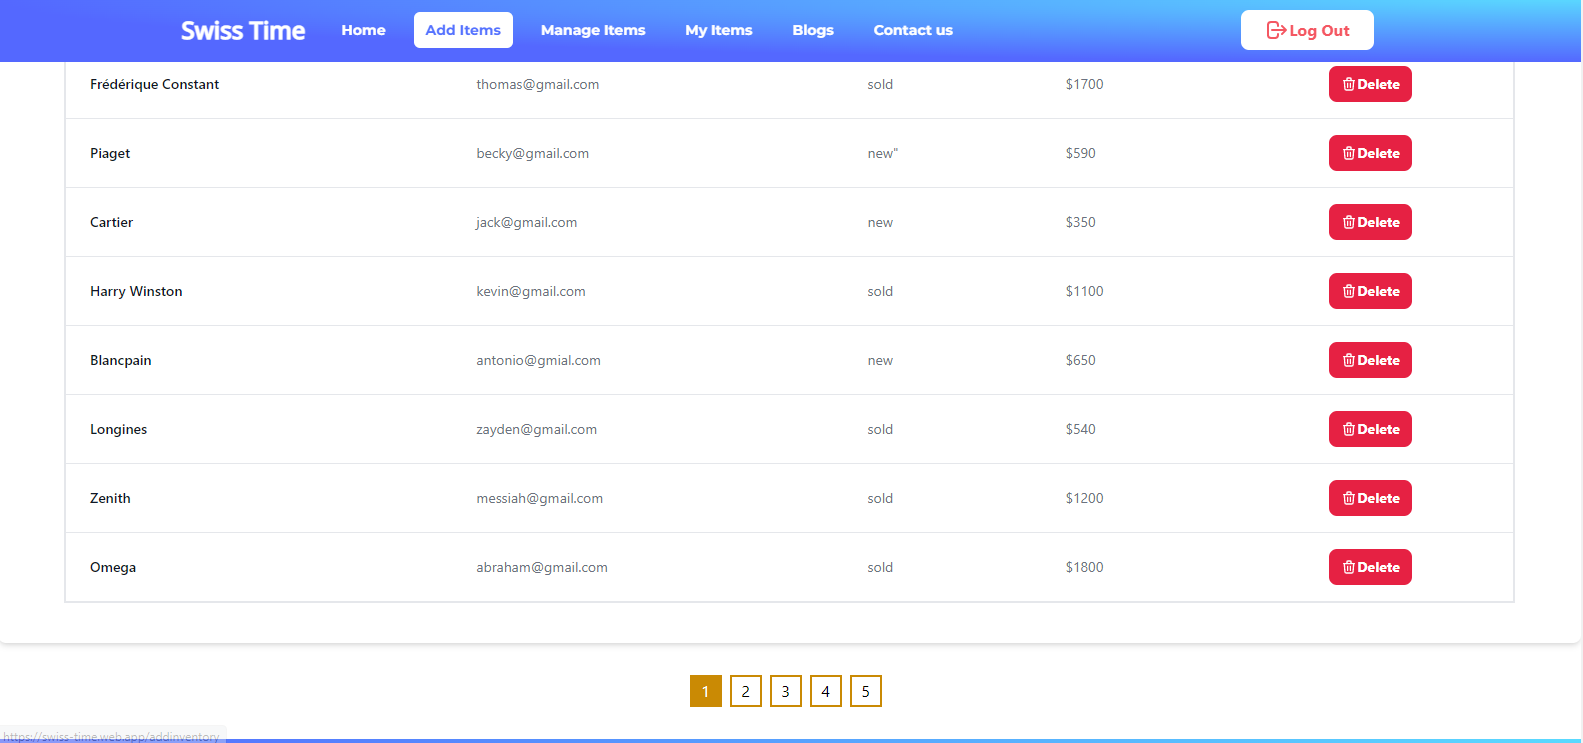 Swiss Time Home Add Items Manage Items My Items Blogs Contact us Log Out
Frédérique Constant thomas@gmail.com sold $1700 Delete
Piaget becky@gmail.com new" $590 Delete
Cartier jack@gmail.com new $350 Delete
Harry Winston kevin@gmail.com sold $1100 Delete
Blancpain antonio@gmial.com new $650 Delete
Longines zayden@gmail.com sold $540 Delete
Zenith messiah@gmail.com sold $1200 Delete
Omega abraham@gmail.com sold $1800 Delete
1 2 3 4 5
https://swiss-time.web.app/addinventory